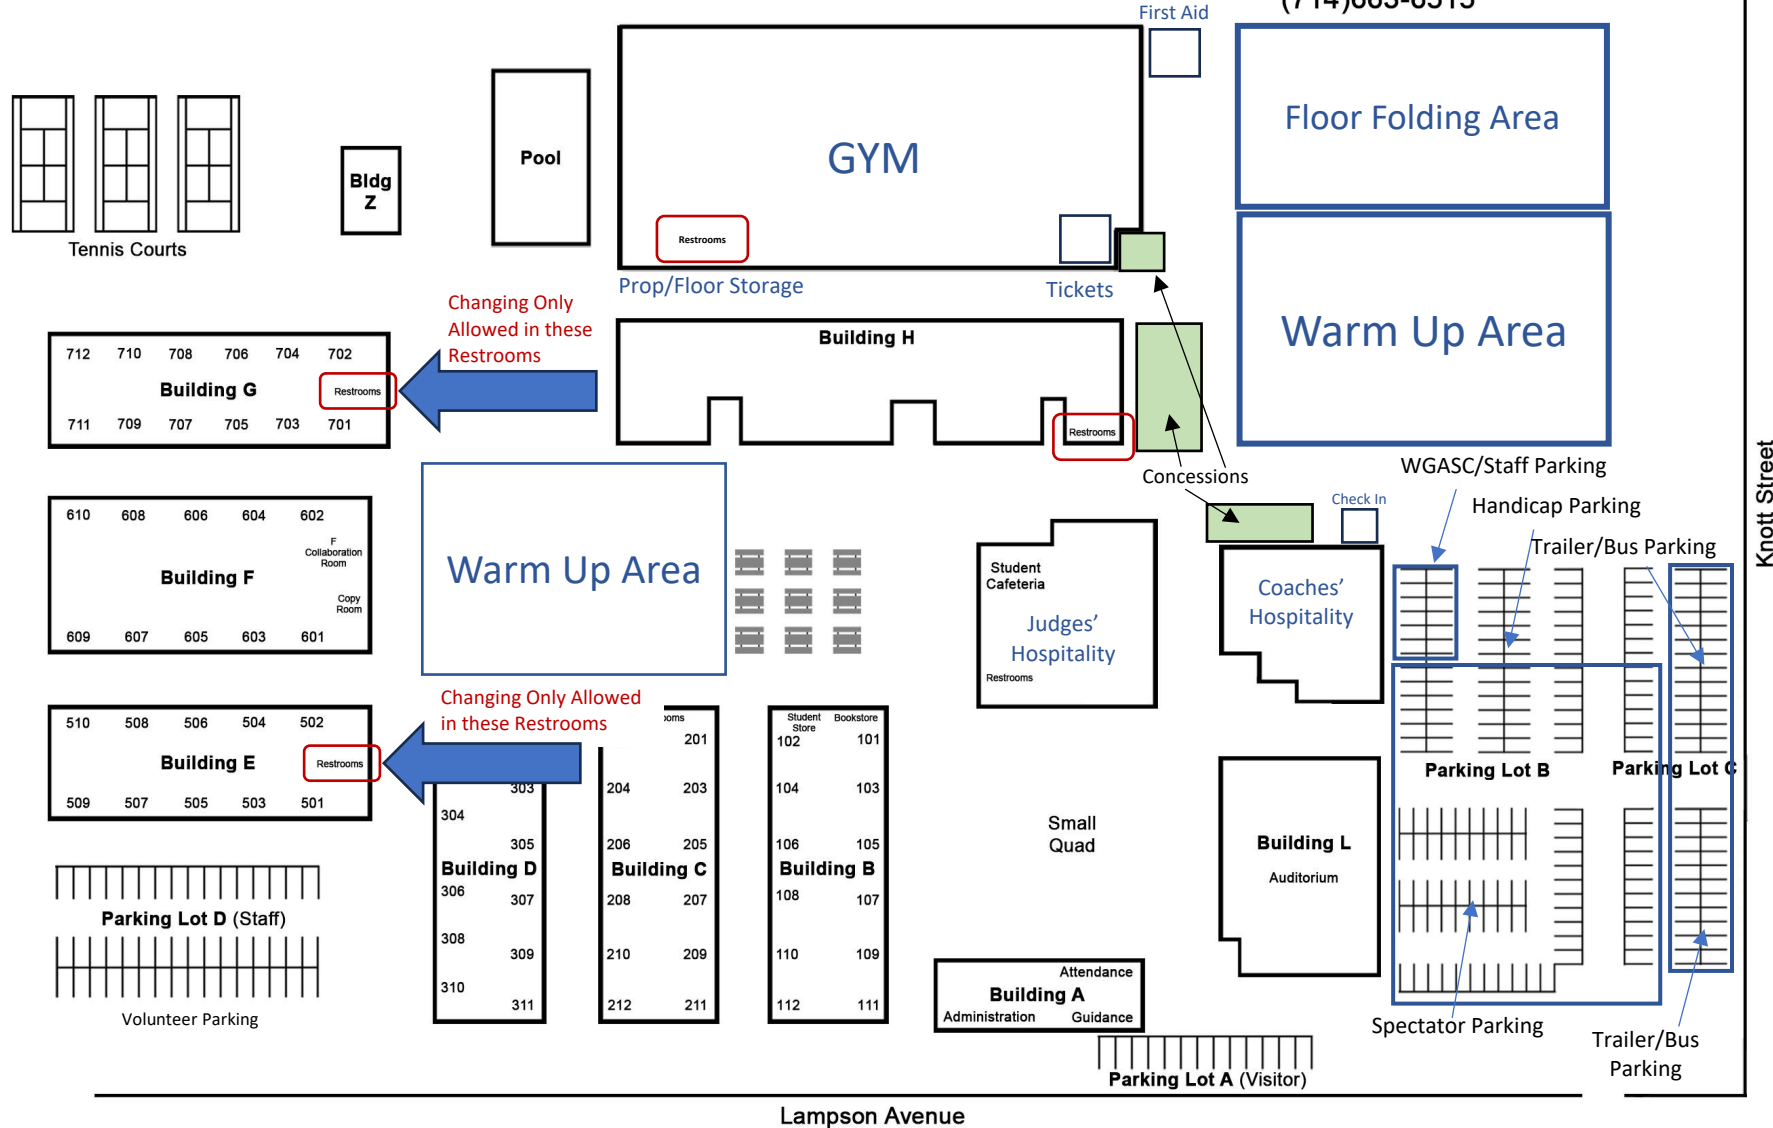 (714)663-6515
First Aid
Floor Folding Area
GYM
Pool
Bldg
Z
Restrooms
Tennis Courts
Prop/Floor Storage
Tickets
Warm Up Area
Changing Only
Allowed in these
Restrooms
Building H
712 710 708 706 704 702
Building G
Restrooms
711 709 707 705 703 701
Restrooms
Concessions
WGASC/Staff Parking
Handicap Parking
Trailer/Bus Parking
Knott Street
Check In
610 608 606 604 602
F
Collaboration
Room
Building F
Copy
Room
609 607 605 603 601
Warm Up Area
Student
Cafeteria
Judges'
Hospitality
Restrooms
Coaches'
Hospitality
Changing Only Allowed
in these Restrooms
510 508 506 504 502
Building E
Restrooms
509 507 505 503 501
303
304
305
Building D
306
307
308
309
310
311
ooms
201
204 203
206 205
Building C
208 207
210 209
212 211
Student
Store
Bookstore
102 101
104 103
106 105
Building B
108 107
110 109
112 111
Small
Quad
Building L
Auditorium
Parking Lot B
Parking Lot C
Parking Lot D (Staff)
Volunteer Parking
Attendance
Building A
Administration Guidance
Parking Lot A (Visitor)
Spectator Parking
Trailer/Bus
Parking
Lampson Avenue